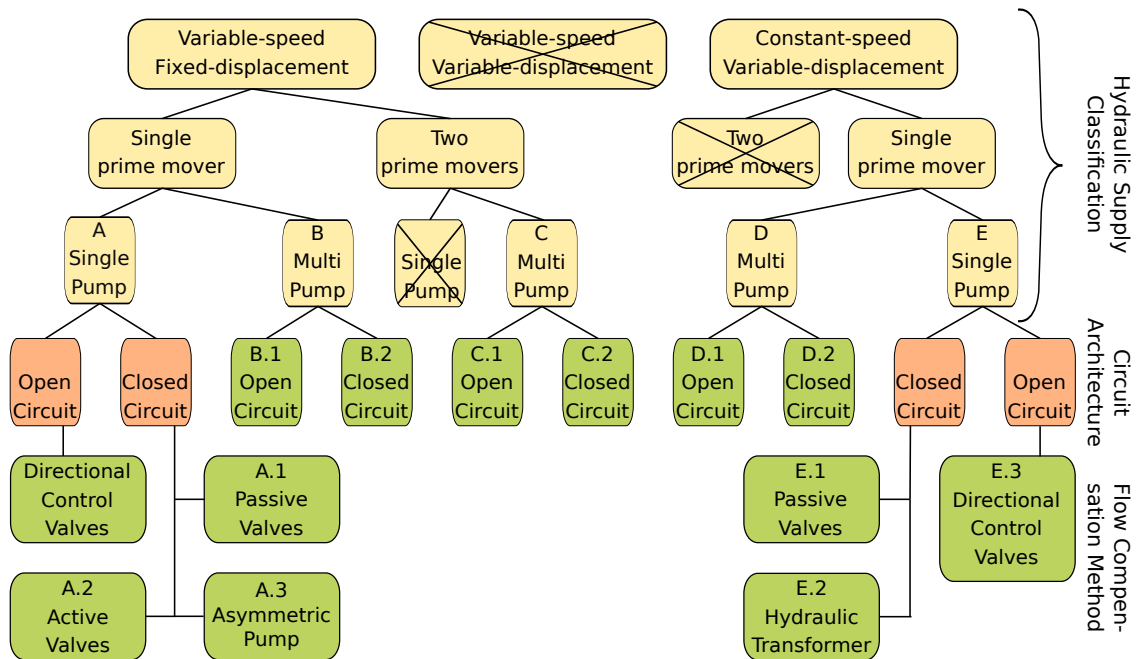 Variable-speed
Fixed-displacement
Variable-speed
Variable-displacement
Constant-speed
Variable-displacement
Single
prime mover
Two
prime movers
Two
prime movers
Single
prime mover
A
Single
Pump
B
Multi
Pump
Single
Pump
C
Multi
Pump
D
Multi
Pump
E
Single
Pump
Hydraulic Supply
Classification
Open
Circuit
Closed
Circuit
B.1
Open
Circuit
B.2
Closed
Circuit
C.1
Open
Circuit
C.2
Closed
Circuit
D.1
Open
Circuit
D.2
Closed
Circuit
Closed
Circuit
Open
Circuit
Circuit
Architecture
Directional
Control
Valves
A.1
Passive
Valves
E.1
Passive
Valves
E.3
Directional
Control
Valves
A.2
Active
Valves
A.3
Asymmetric
Pump
E.2
Hydraulic
Transformer
Flow Compen-
sation Method